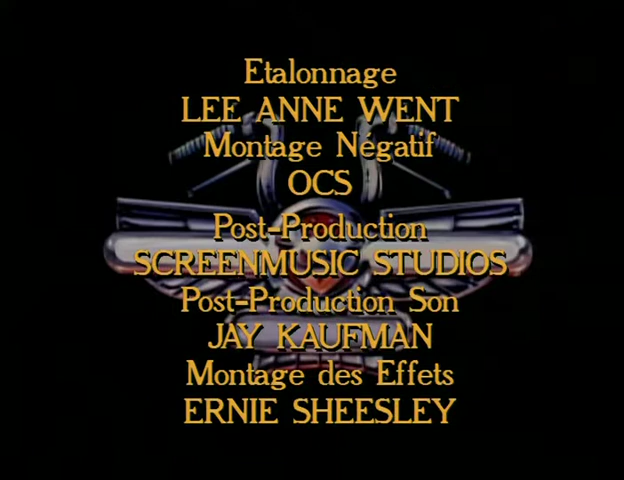 Etalonnage
LEE ANNE WENT
Montage Négatif
OCS
Post-Production
SCREENMUSIC STUDIOS
Post-Production Son
JAY KAUFMAN
Montage des Effets
ERNIE SHEESLEY